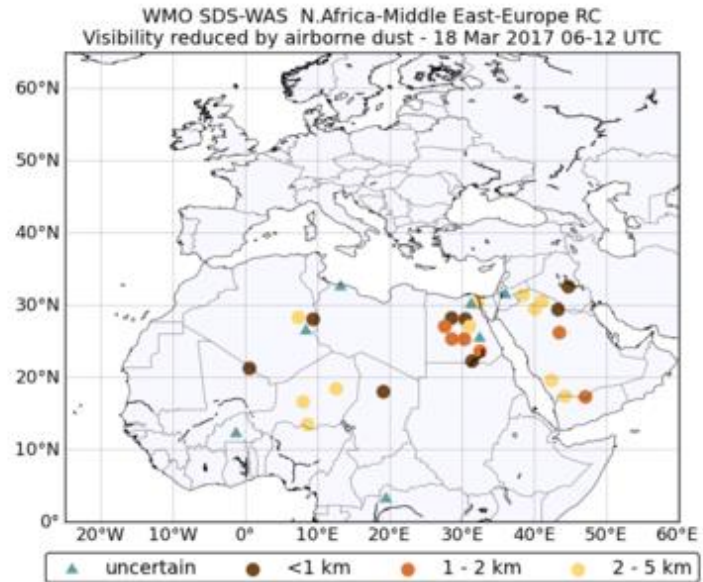 WMO SDS-WAS N.Africa-Middle East-Europe RC
Visibility reduced by airborne dust - 18 Mar 2017 06-12 UTC
60°N
50°N
40°N
30°N
20°N
10°N
0°
20°W 10°W 0° 10°E 20°E 30°E 40°E 50°E 60°E
uncertain <1 km 1 - 2 km 2 - 5 km